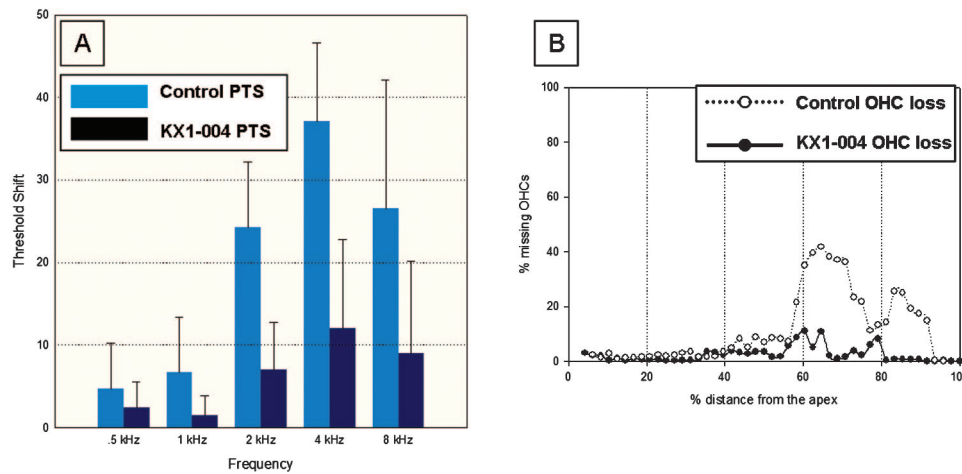 A
Control PTS
KX1-004 PTS
Threshold Shift
50
40
30
20
10
0
.5 kHz 1 kHz 2 kHz 4 kHz 8 kHz
Frequency
B
Control OHC loss
KX1-004 OHC loss
% missing OHCs
100
80
60
40
20
0
0 20 40 60 80 100
% distance from the apex